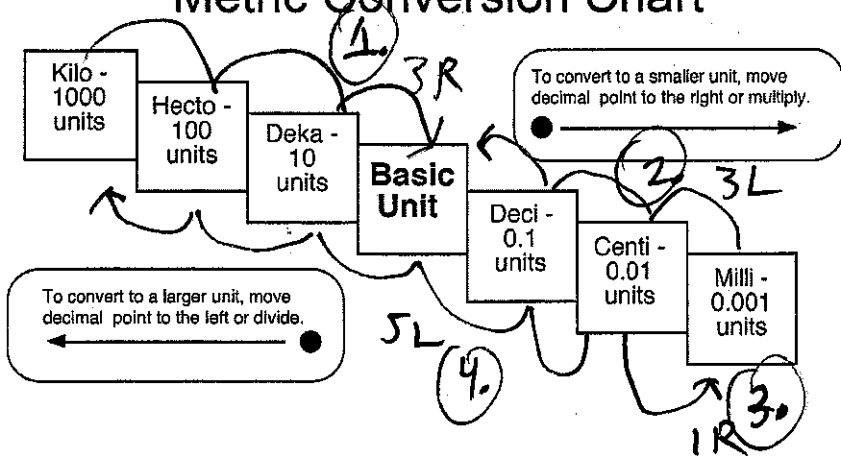 Metric Conversion Chart
1.
3R
Kilo -
1000
units
Hecto -
100
units
Deka -
10
units
Basic
Unit
To convert to a smaller unit, move
decimal point to the right or multiply.
2.
3L
Deci -
0.1
units
Centi -
0.01
units
Milli -
0.001
units
To convert to a larger unit, move
decimal point to the left or divide.
5L
4.
3.
1R